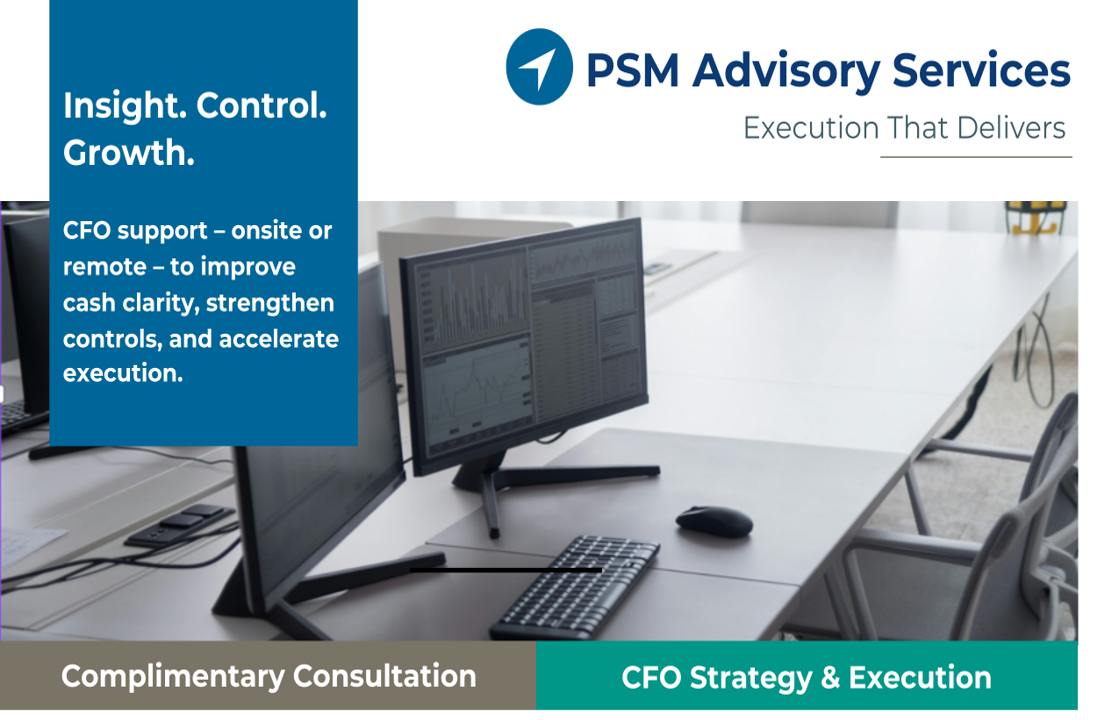 Insight. Control.
Growth.
CFO support – onsite or
remote – to improve
cash clarity, strengthen
controls, and accelerate
execution.
PSM Advisory Services
Execution That Delivers
Complimentary Consultation
CFO Strategy & Execution